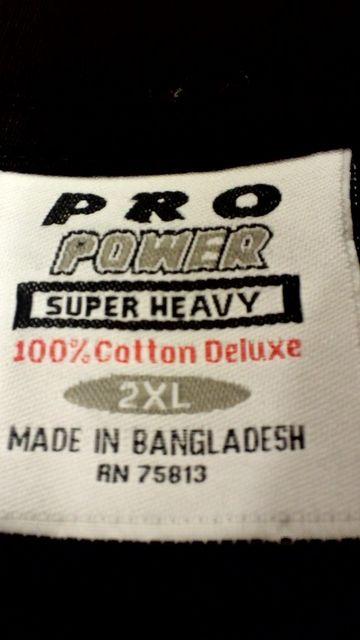 PRO
POWER
SUPER HEAVY
100% Cotton Deluxe
2XL
MADE IN BANGLADESH
RN 75813